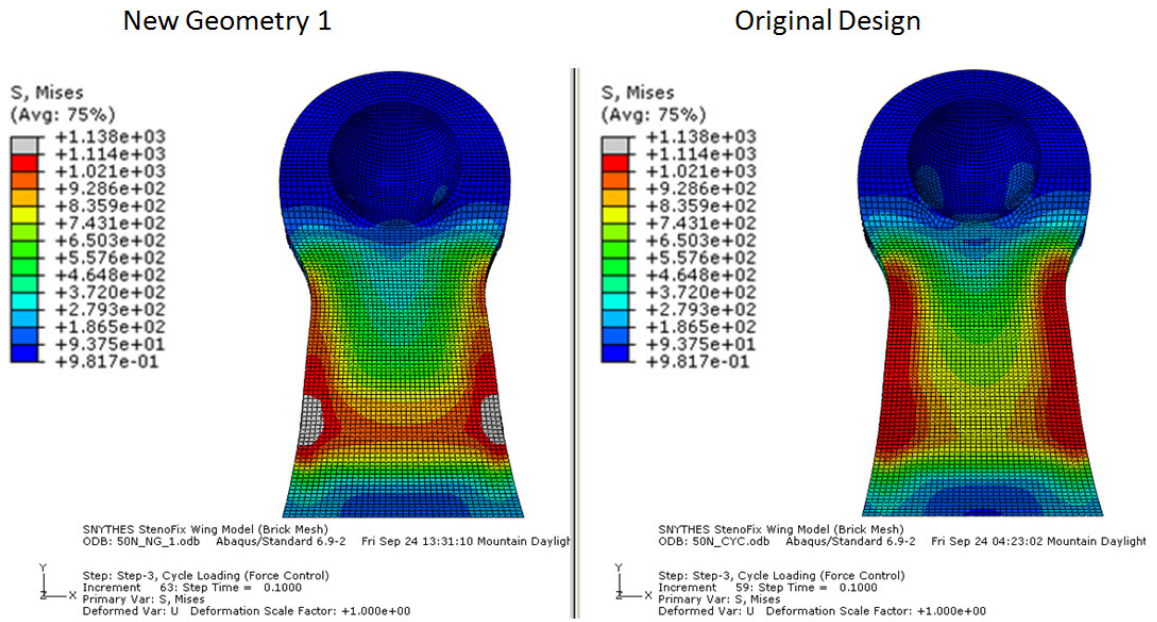 New Geometry 1
Original Design
S, Mises
(Avg: 75%)
+1.138e+03
+1.114e+03
+1.021e+03
+9.286e+02
+8.359e+02
+7.431e+02
+6.503e+02
+5.576e+02
+4.648e+02
+3.720e+02
+2.793e+02
+1.865e+02
+9.375e+01
+9.817e-01
SNYTHES StenoFix Wing Model (Brick Mesh)
ODB: 50N_NG_1.odb Abaqus/Standard 6.9-2 Fri Sep 24 13:31:10 Mountain Dayligh
Y
Z X
Step: Step-3, Cycle Loading (Force Control)
Increment 63: Step Time = 0.1000
Primary Var: S, Mises
Deformed Var: U Deformation Scale Factor: +1.000e+00
S, Mises
(Avg: 75%)
+1.138e+03
+1.114e+03
+1.021e+03
+9.286e+02
+8.359e+02
+7.431e+02
+6.503e+02
+5.576e+02
+4.648e+02
+3.720e+02
+2.793e+02
+1.865e+02
+9.375e+01
+9.817e-01
SNYTHES StenoFix Wing Model (Brick Mesh)
ODB: 50N_CYC.odb Abaqus/Standard 6.9-2 Fri Sep 24 04:23:02 Mountain Daylight
Y
Z X
Step: Step-3, Cycle Loading (Force Control)
Increment 59: Step Time = 0.1000
Primary Var: S, Mises
Deformed Var: U Deformation Scale Factor: +1.000e+00